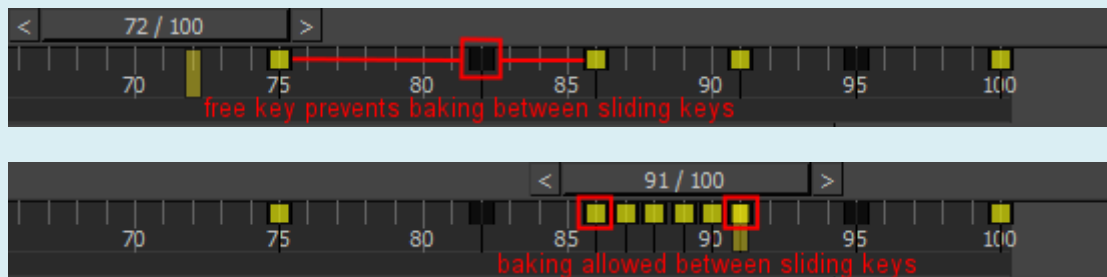 < 72 / 100 >
70 75 80 85 90 95 100
free key prevents baking between sliding keys
< 91 / 100 >
70 75 80 85 90 95 100
baking allowed between sliding keys